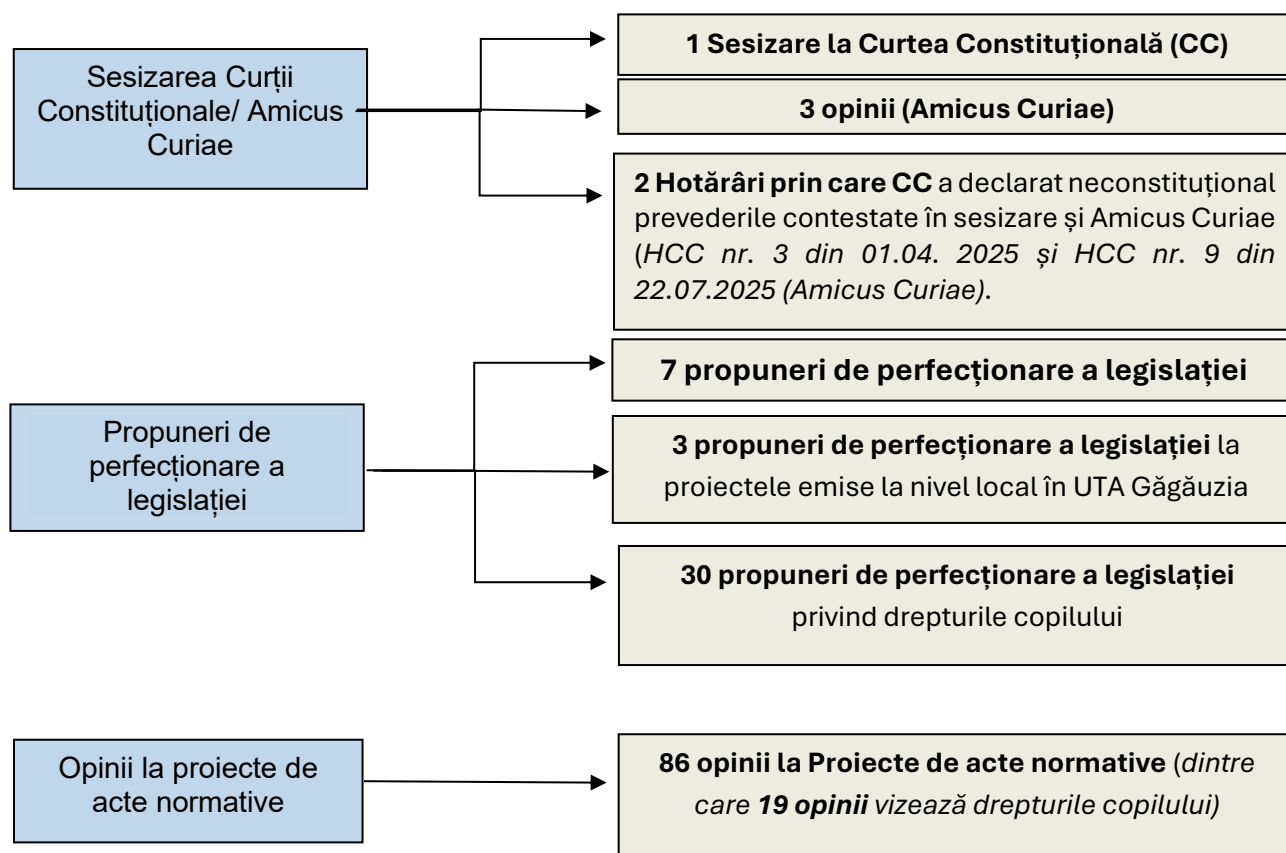 Sesizarea Curții
Constituționale/ Amicus
Curiae
1 Sesizare la Curtea Constituțională (CC)
3 opinii (Amicus Curiae)
2 Hotărâri prin care CC a declarat neconstituțional
prevederile contestate în sesizare și Amicus Curiae
(HCC nr. 3 din 01.04. 2025 și HCC nr. 9 din
22.07.2025 (Amicus Curiae).
Propuneri de
perfecționare a
legislației
7 propuneri de perfecționare a legislației
3 propuneri de perfecționare a legislației la
proiectele emise la nivel local în UTA Găgăuzia
30 propuneri de perfecționare a legislației
privind drepturile copilului
Opinii la proiecte de
acte normative
86 opinii la Proiecte de acte normative (dintre
care 19 opinii vizează drepturile copilului)